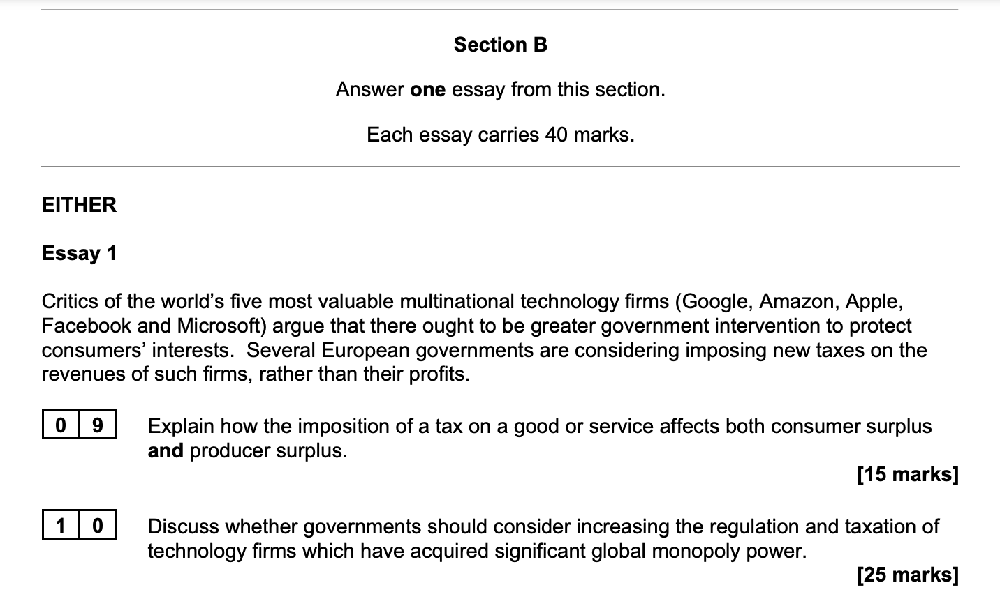 Section B
Answer one essay from this section.
Each essay carries 40 marks.
EITHER
Essay 1
Critics of the world’s five most valuable multinational technology firms (Google, Amazon, Apple,
Facebook and Microsoft) argue that there ought to be greater government intervention to protect
consumers’ interests.  Several European governments are considering imposing new taxes on the
revenues of such firms, rather than their profits.
0 9 Explain how the imposition of a tax on a good or service affects both consumer surplus
and producer surplus.
[15 marks]
1 0 Discuss whether governments should consider increasing the regulation and taxation of
technology firms which have acquired significant global monopoly power.
[25 marks]